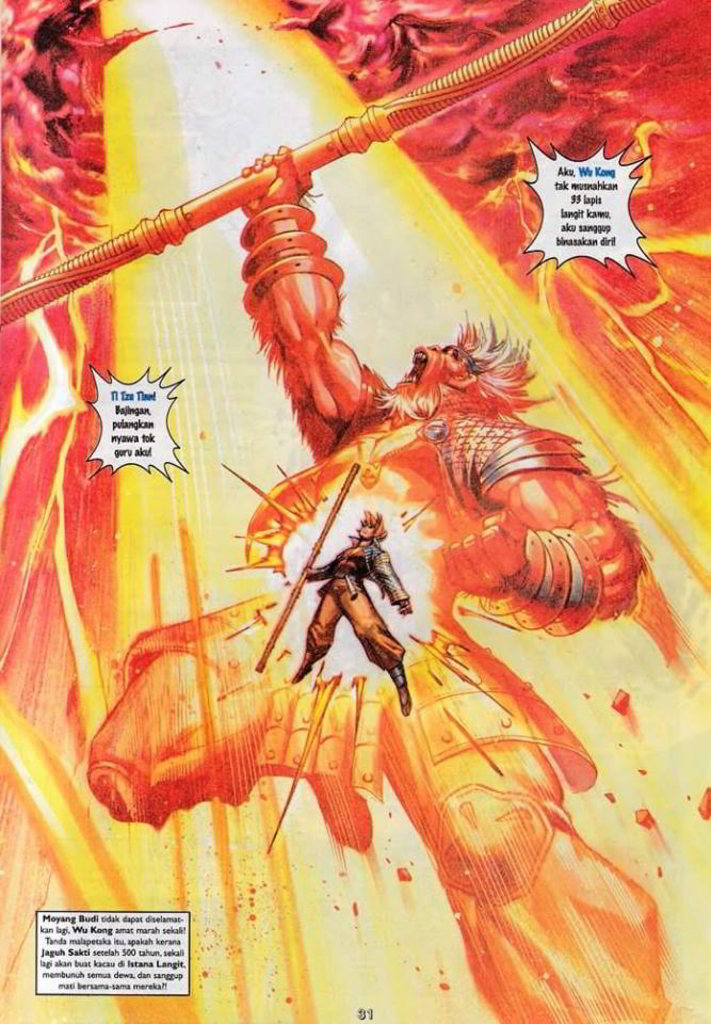 Aku, Wu Kong
tak musnahkan
33 lapis
langit kamu,
aku sanggup
binasakan diri!
Ti Tze Tian!
Bajingan,
pulangkan
nyawa tok
guru aku!
Moyang Budi tidak dapat diselamat-
kan lagi, Wu Kong amat marah sekali!
Tanda malapetaka itu, apakah kerana
Jaguh Sakti setelah 500 tahun, sekali
lagi akan buat kacau di Istana Langit,
membunuh semua dewa, dan sanggup
mati bersama-sama mereka?!
31